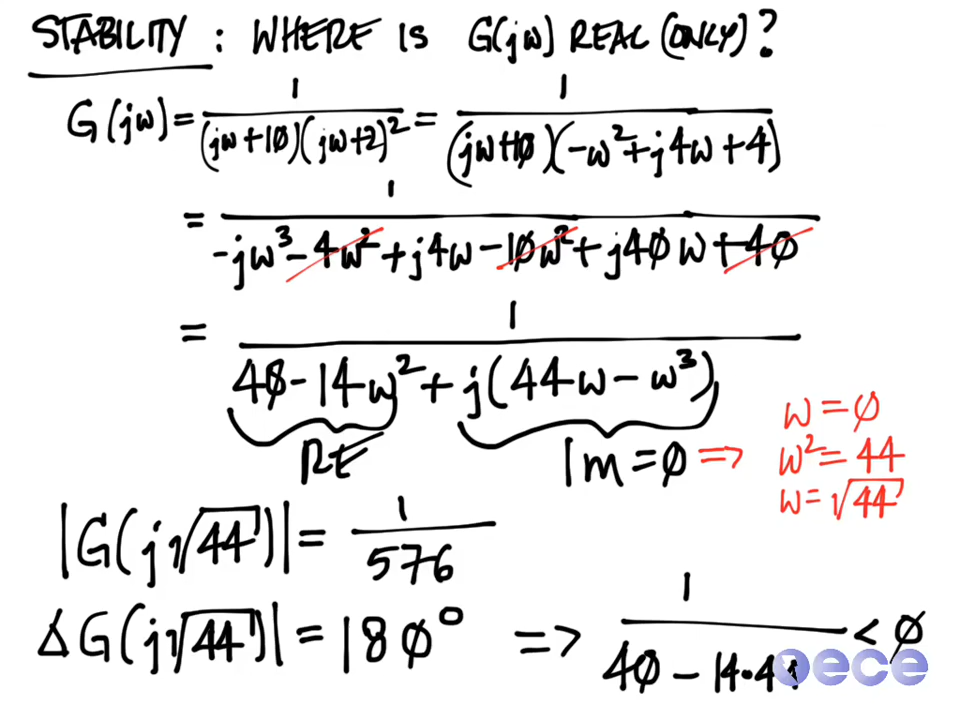 STABILITY : WHERE IS G(jω) REAL (ONLY)?
G(jω) = 1/((jω+10)(jω+2)²) = 1/((jω+10)(-ω²+j4ω+4))
= 1/(-jω³-4ω²+j4ω-10ω²+j40ω+40)
= 1/(40-14ω²+j(44ω-ω³))
RE Im=0 => ω=0
ω²=44
ω=√44
|G(j√44)| = 1/576
∆G(j√44)| = 180° => 1/(40-14·44) < 0
oece